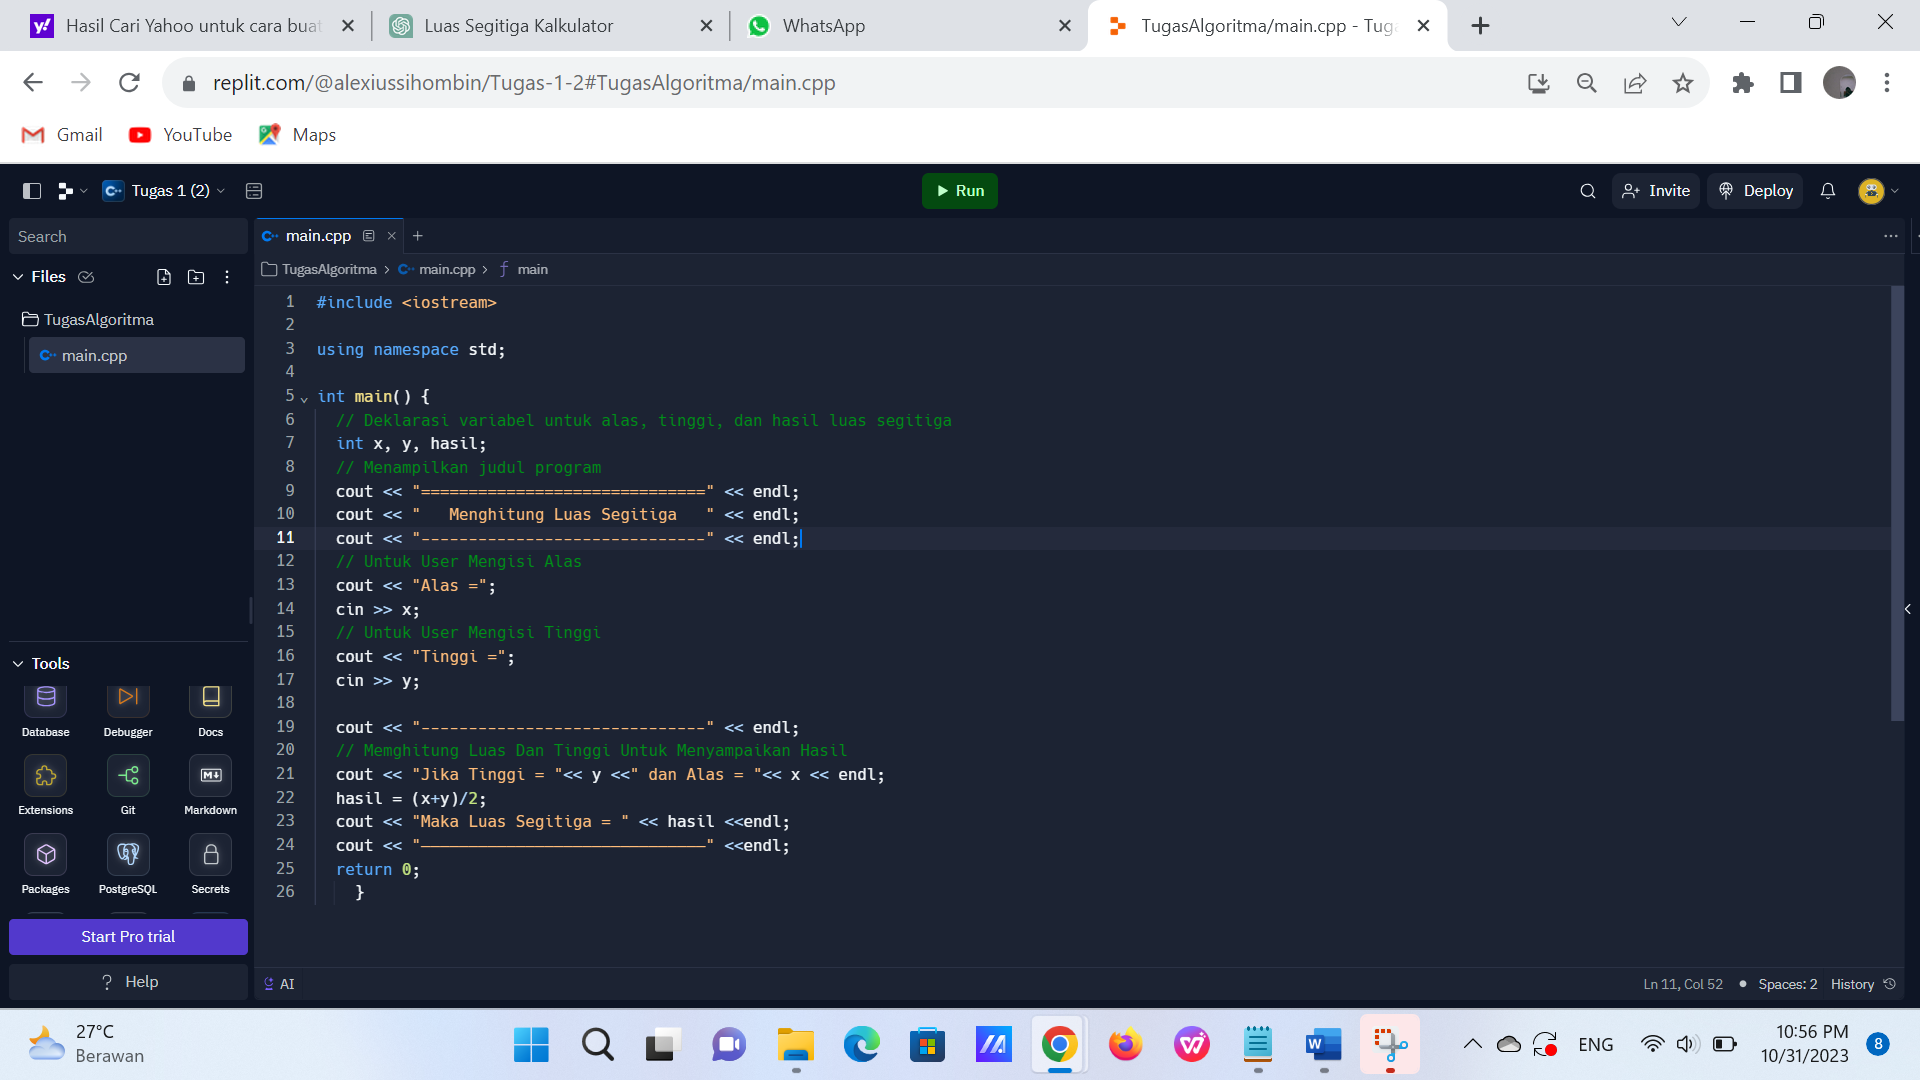 Hasil Cari Yahoo untuk cara buat
Luas Segitiga Kalkulator
WhatsApp
TugasAlgoritma/main.cpp - Tuga
replit.com/@alexiussihombin/Tugas-1-2#TugasAlgoritma/main.cpp
Gmail
YouTube
Maps
Tugas 1 (2)
Run
Invite
Deploy
Search
main.cpp
Files
TugasAlgoritma > main.cpp > main
TugasAlgoritma
main.cpp
1 #include <iostream>
2
3 using namespace std;
4
5 int main() {
6 // Deklarasi variabel untuk alas, tinggi, dan hasil luas segitiga
7 int x, y, hasil;
8 // Menampilkan judul program
9 cout << "==============================" << endl;
10 cout << "   Menghitung Luas Segitiga   " << endl;
11 cout << "------------------------------" << endl;
12 // Untuk User Mengisi Alas
13 cout << "Alas =";
14 cin >> x;
15 // Untuk User Mengisi Tinggi
16 cout << "Tinggi =";
17 cin >> y;
18
19 cout << "------------------------------" << endl;
20 // Memghitung Luas Dan Tinggi Untuk Menyampaikan Hasil
21 cout << "Jika Tinggi = "<< y <<" dan Alas = "<< x << endl;
22 hasil = (x+y)/2;
23 cout << "Maka Luas Segitiga = " << hasil <<endl;
24 cout << "______________________________" <<endl;
25 return 0;
26 }
Tools
Database
Debugger
Docs
Extensions
Git
Markdown
Packages
PostgreSQL
Secrets
Start Pro trial
? Help
AI
Ln 11, Col 52
Spaces: 2
History
27°C
Berawan
ENG
10:56 PM
10/31/2023
8